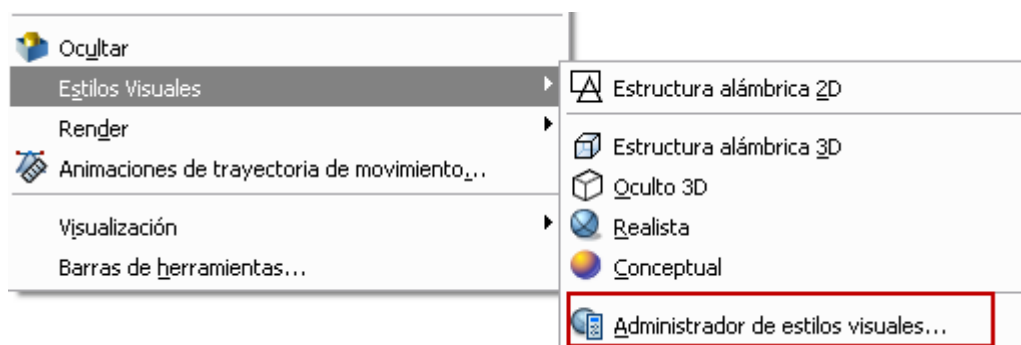 Ocultar
Estilos Visuales
Render
Animaciones de trayectoria de movimiento...
Visualización
Barras de herramientas...
Estructura alámbrica 2D
Estructura alámbrica 3D
Oculto 3D
Realista
Conceptual
Administrador de estilos visuales...